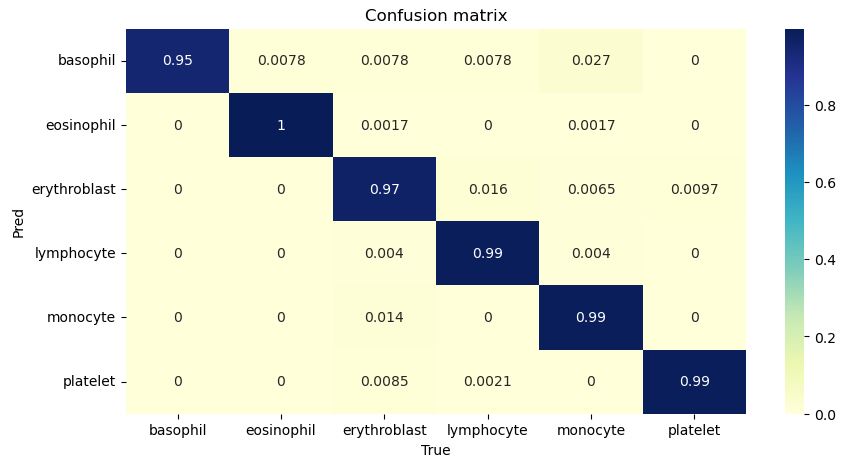 Confusion matrix
basophil 0.95 0.0078 0.0078 0.0078 0.027 0
eosinophil 0 1 0.0017 0 0.0017 0
erythroblast 0 0 0.97 0.016 0.0065 0.0097
lymphocyte 0 0 0.004 0.99 0.004 0
monocyte 0 0 0.014 0 0.99 0
platelet 0 0 0.0085 0.0021 0 0.99
Pred
basophil eosinophil erythroblast lymphocyte monocyte platelet
True
0.8
0.6
0.4
0.2
0.0